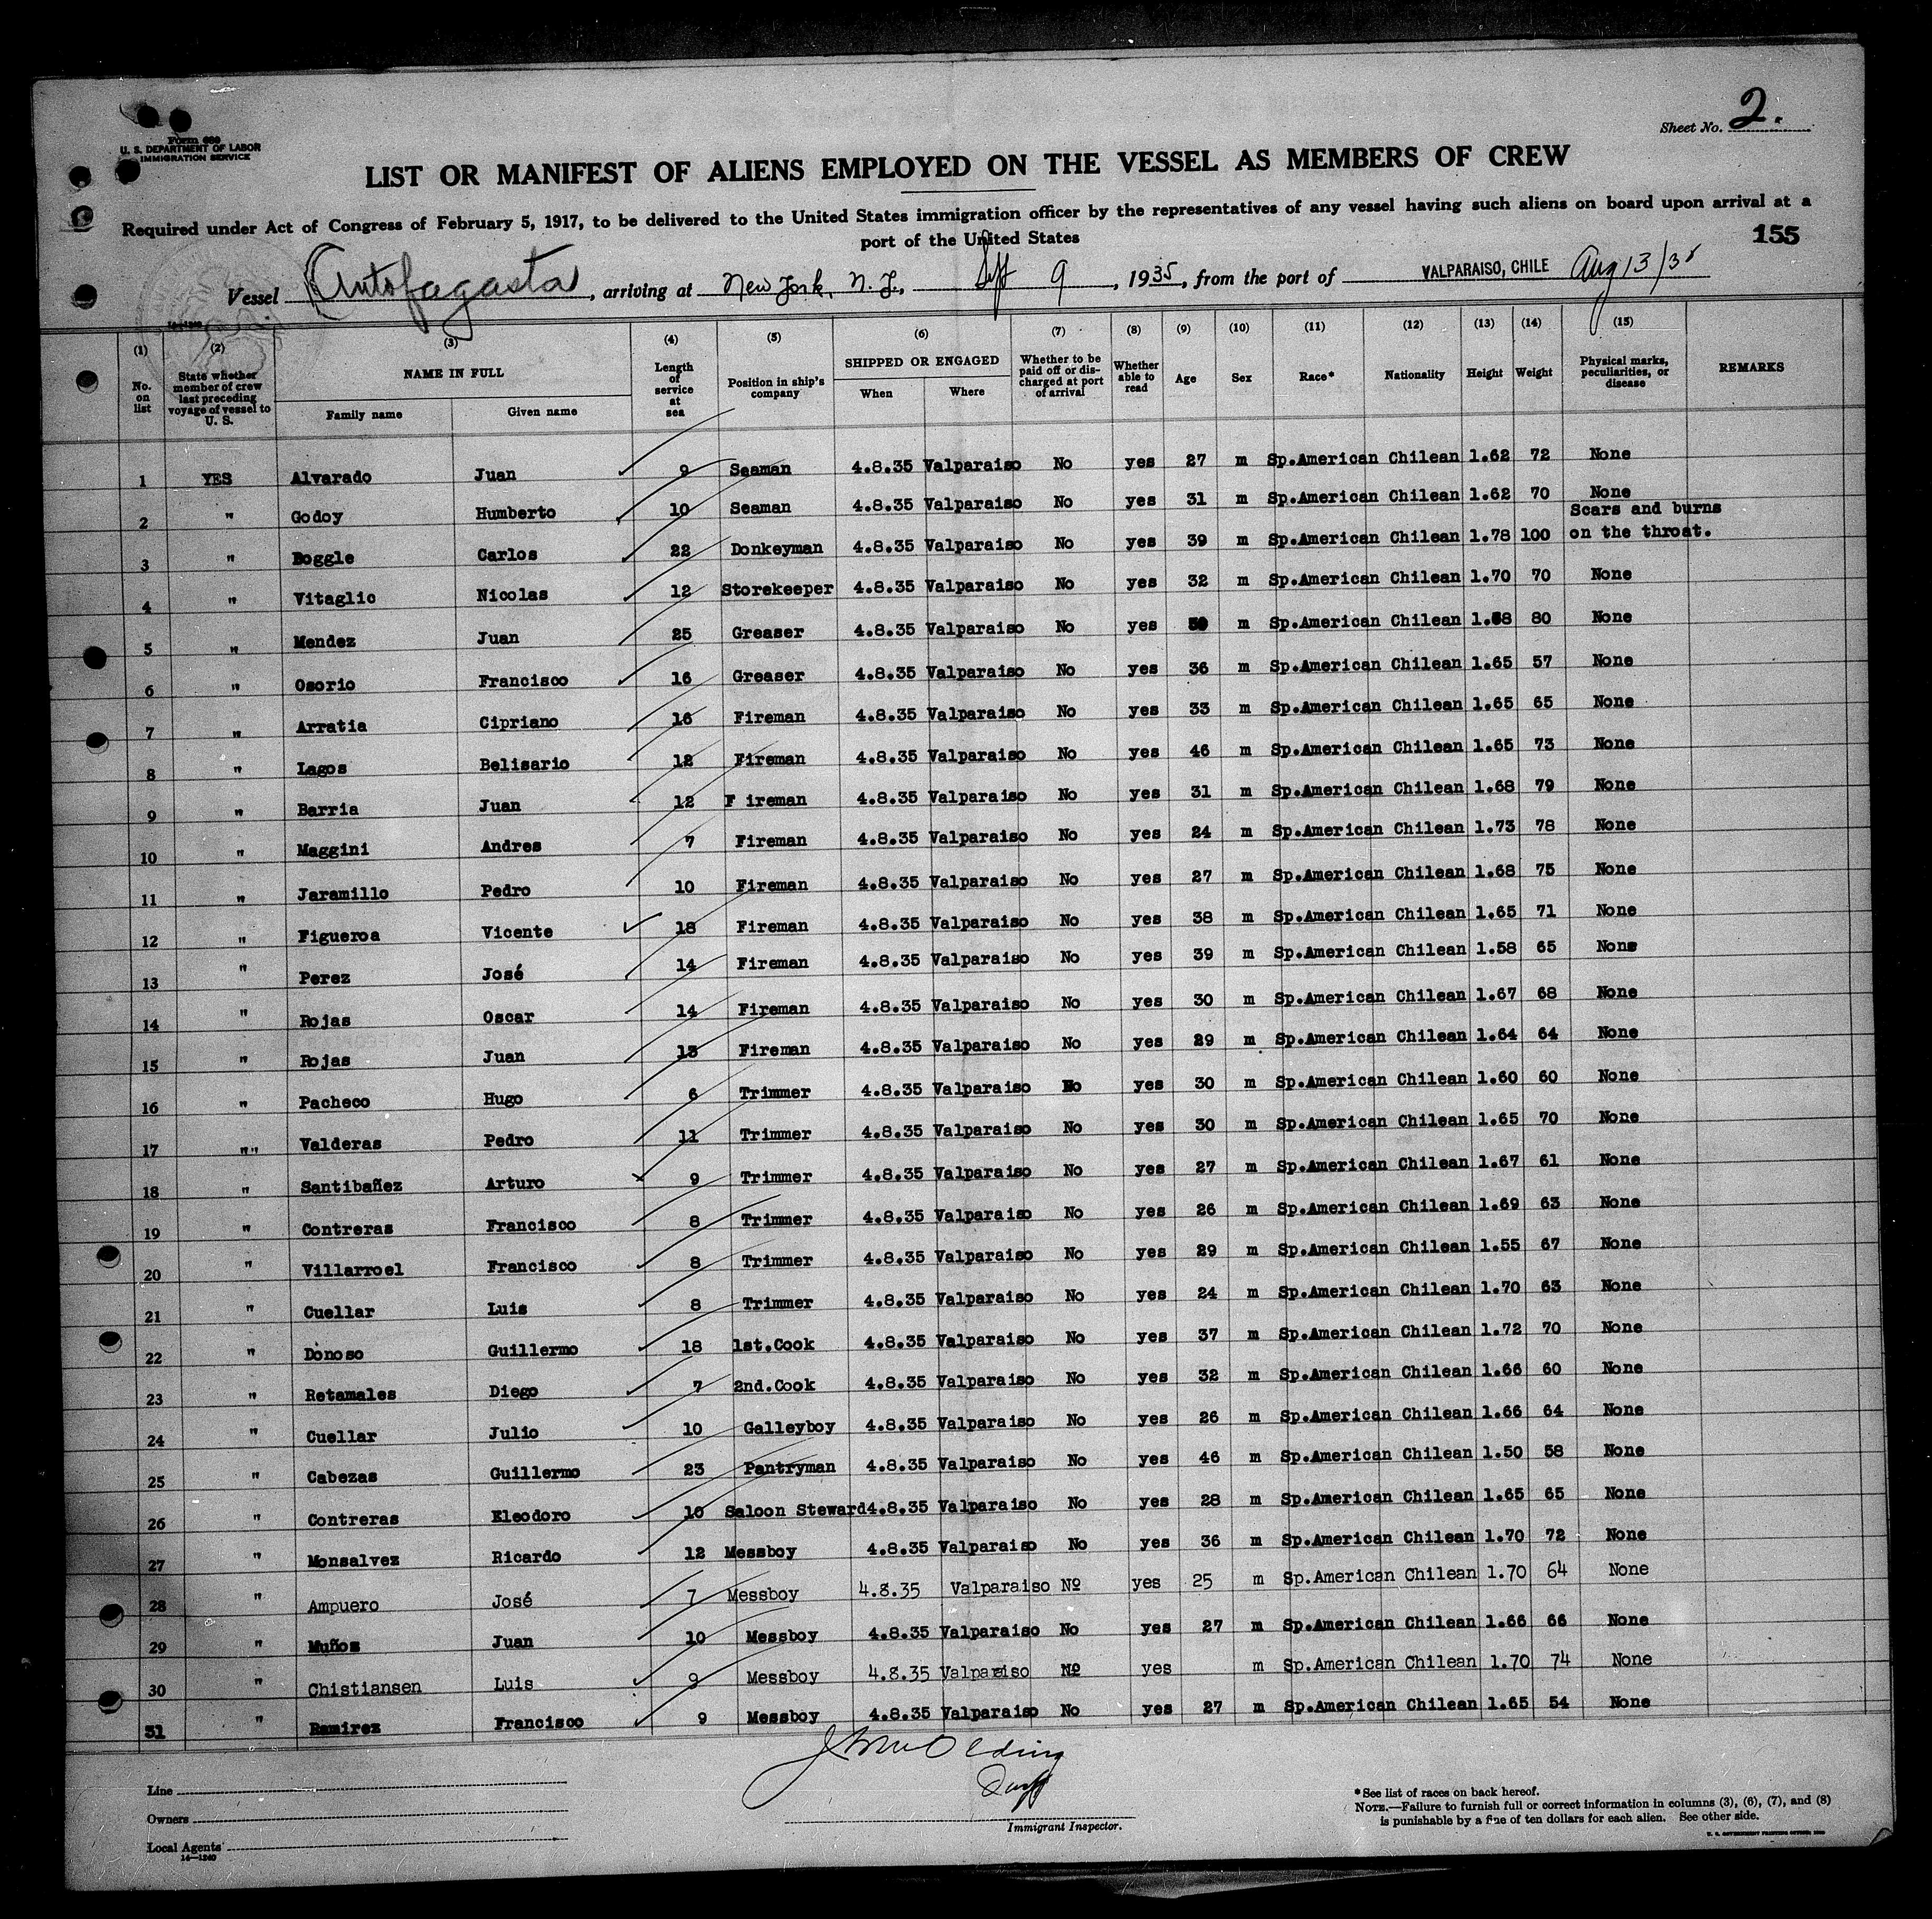 Sheet No. 2.
Form 689
U. S. DEPARTMENT OF LABOR
IMMIGRATION SERVICE
LIST OR MANIFEST OF ALIENS EMPLOYED ON THE VESSEL AS MEMBERS OF CREW
Required under Act of Congress of February 5, 1917, to be delivered to the United States immigration officer by the representatives of any vessel having such aliens on board upon arrival at a
port of the United States
155
Vessel Antofagasta, arriving at New York, N. Y., Sept 9, 1935, from the port of VALPARAISO, CHILE Aug 13/35
(1) No. on list
(2) State whether member of crew last preceding voyage of vessel to U. S.
(3) NAME IN FULL
Family name Given name
(4) Length of service at sea
(5) Position in ship's company
(6) SHIPPED OR ENGAGED
When Where
(7) Whether to be paid off or discharged at port of arrival
(8) Whether able to read
(9) Age
(10) Sex
(11) Race*
(12) Nationality
(13) Height
(14) Weight
(15) Physical marks, peculiarities, or disease
REMARKS
1 YES Alvarado Juan 9 Seaman 4.8.35 Valparaiso No yes 27 m Sp.American Chilean 1.62 72 None
2 " Godoy Humberto 10 Seaman 4.8.35 Valparaiso No yes 31 m Sp.American Chilean 1.62 70 None
3 " Boggle Carlos 22 Donkeyman 4.8.35 Valparaiso No yes 39 m Sp.American Chilean 1.78 100 Scars and burns on the throat.
4 " Vitaglic Nicolas 12 Storekeeper 4.8.35 Valparaiso No yes 32 m Sp.American Chilean 1.70 70 None
5 " Mendez Juan 25 Greaser 4.8.35 Valparaiso No yes m Sp.American Chilean 1.68 80 None
6 " Osorio Francisco 16 Greaser 4.8.35 Valparaiso No yes 36 m Sp.American Chilean 1.65 57 None
7 " Arratia Cipriano 16 Fireman 4.8.35 Valparaiso No yes 33 m Sp.American Chilean 1.65 65 None
8 " Lagos Belisario 12 Fireman 4.8.35 Valparaiso No yes 46 m Sp.American Chilean 1.65 73 None
9 " Barria Juan 12 F ireman 4.8.35 Valparaiso No yes 31 m Sp.American Chilean 1.68 79 None
10 " Maggini Andres 7 Fireman 4.8.35 Valparaiso No yes 24 m Sp.American Chilean 1.73 78 None
11 " Jaramillo Pedro 10 Fireman 4.8.35 Valparaiso No yes 27 m Sp.American Chilean 1.68 75 None
12 " Figueroa Vicente 18 Fireman 4.8.35 Valparaiso No yes 38 m Sp.American Chilean 1.65 71 None
13 " Perez José 14 Fireman 4.8.35 Valparaiso No yes 39 m Sp.American Chilean 1.58 65 None
14 " Rojas Oscar 14 Fireman 4.8.35 Valparaiso No yes 30 m Sp.American Chilean 1.67 68 None
15 " Rojas Juan 13 Fireman 4.8.35 Valparaiso No yes 29 m Sp.American Chilean 1.64 64 None
16 " Pacheco Hugo 6 Trimmer 4.8.35 Valparaiso No yes 30 m Sp.American Chilean 1.60 60 None
17 "" Valderas Pedro 11 Trimmer 4.8.35 Valparaiso No yes 30 m Sp.American Chilean 1.65 70 None
18 " Santibañez Arturo 9 Trimmer 4.8.35 Valparaiso No yes 27 m Sp.American Chilean 1.67 61 None
19 " Contreras Francisco 8 Trimmer 4.8.35 Valparaiso No yes 26 m Sp.American Chilean 1.69 63 None
20 " Villarroel Francisco 8 Trimmer 4.8.35 Valparaiso No yes 29 m Sp.American Chilean 1.55 67 None
21 " Cuellar Luis 8 Trimmer 4.8.35 Valparaiso No yes 24 m Sp.American Chilean 1.70 63 None
22 " Donoso Guillermo 18 1st.Cook 4.8.35 Valparaiso No yes 37 m Sp.American Chilean 1.72 70 None
23 " Retamales Diego 7 2nd.Cook 4.8.35 Valparaiso No yes 32 m Sp.American Chilean 1.66 60 None
24 " Cuellar Julio 10 Galleyboy 4.8.35 Valparaiso No yes 26 m Sp.American Chilean 1.66 64 None
25 " Cabezas Guillermo 23 Pantryman 4.8.35 Valparaiso No yes 46 m Sp.American Chilean 1.50 58 None
26 " Contreras Eleodoro 10 Saloon Steward 4.8.35 Valparaiso No yes 28 m Sp.American Chilean 1.65 65 None
27 " Monsalvez Ricardo 12 Messboy 4.8.35 Valparaiso No yes 36 m Sp.American Chilean 1.70 72 None
28 " Ampuero José 7 Messboy 4.8.35 Valparaiso Nº yes 25 m Sp.American Chilean 1.70 64 None
29 " Muños Juan 10 Messboy 4.8.35 Valparaiso No yes 27 m Sp.American Chilean 1.66 66 None
30 " Chistiansen Luis 9 Messboy 4.8.35 Valparaiso Nº yes m Sp.American Chilean 1.70 74 None
31 " Ramirez Francisco 9 Messboy 4.8.35 Valparaiso No yes 27 m Sp.American Chilean 1.65 54 None
Line
Owners
Local Agents
14—1240
Immigrant Inspector.
* See list of races on back hereof.
NOTE.—Failure to furnish full or correct information in columns (3), (6), (7), and (8)
is punishable by a fine of ten dollars for each alien. See other side.